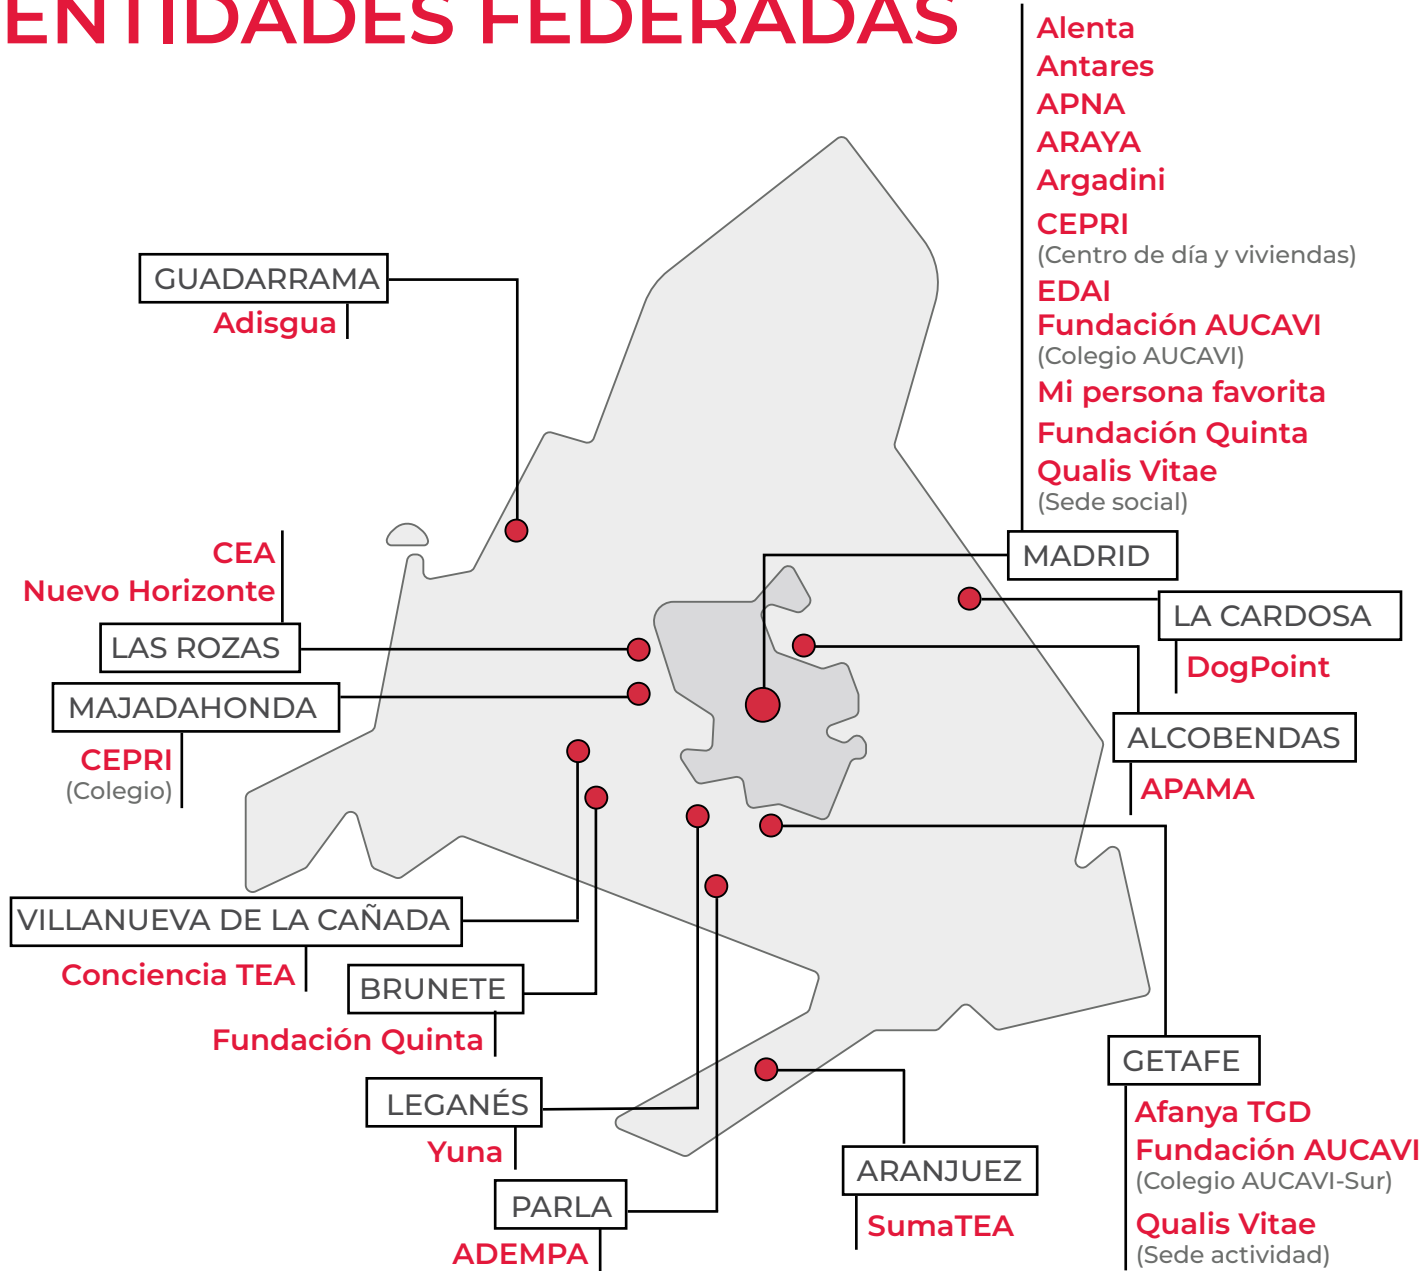 ENTIDADES FEDERADAS
Alenta
Antares
APNA
ARAYA
Argadini
CEPRI
(Centro de día y viviendas)
EDAI
Fundación AUCAVI
(Colegio AUCAVI)
Mi persona favorita
Fundación Quinta
Qualis Vitae
(Sede social)
MADRID
GUADARRAMA
Adisgua
CEA
Nuevo Horizonte
LAS ROZAS
MAJADAHONDA
CEPRI
(Colegio)
LA CARDOSA
DogPoint
ALCOBENDAS
APAMA
VILLANUEVA DE LA CAÑADA
Conciencia TEA
BRUNETE
Fundación Quinta
LEGANÉS
Yuna
PARLA
ADEMPA
ARANJUEZ
SumaTEA
GETAFE
Afanya TGD
Fundación AUCAVI
(Colegio AUCAVI-Sur)
Qualis Vitae
(Sede actividad)